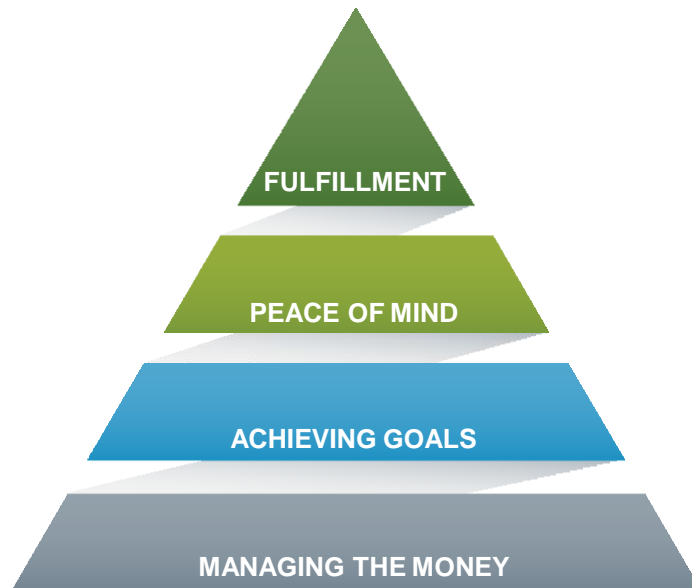 FULFILLMENT
PEACE OF MIND
ACHIEVING GOALS
MANAGING THE MONEY